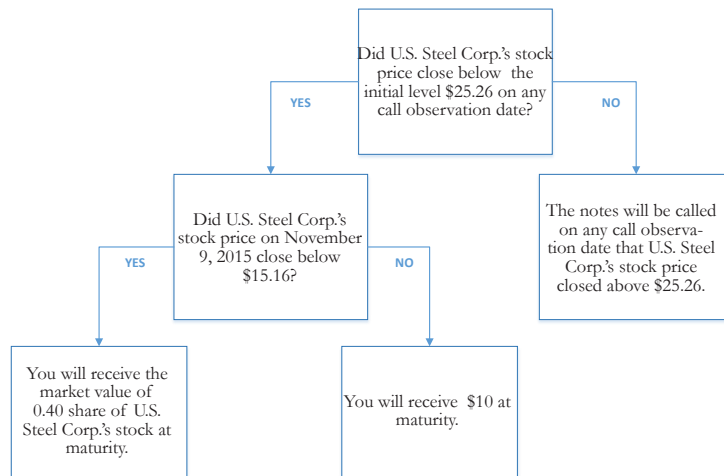 Did U.S. Steel Corp.'s stock
price close below the
initial level $25.26 on any
call observation date?
YES
NO
Did U.S. Steel Corp.'s
stock price on November
9, 2015 close below
$15.16?
The notes will be called
on any call observa-
tion date that U.S. Steel
Corp.'s stock price
closed above $25.26.
YES
NO
You will receive the
market value of
0.40 share of U.S.
Steel Corp.'s stock at
maturity.
You will receive $10 at
maturity.